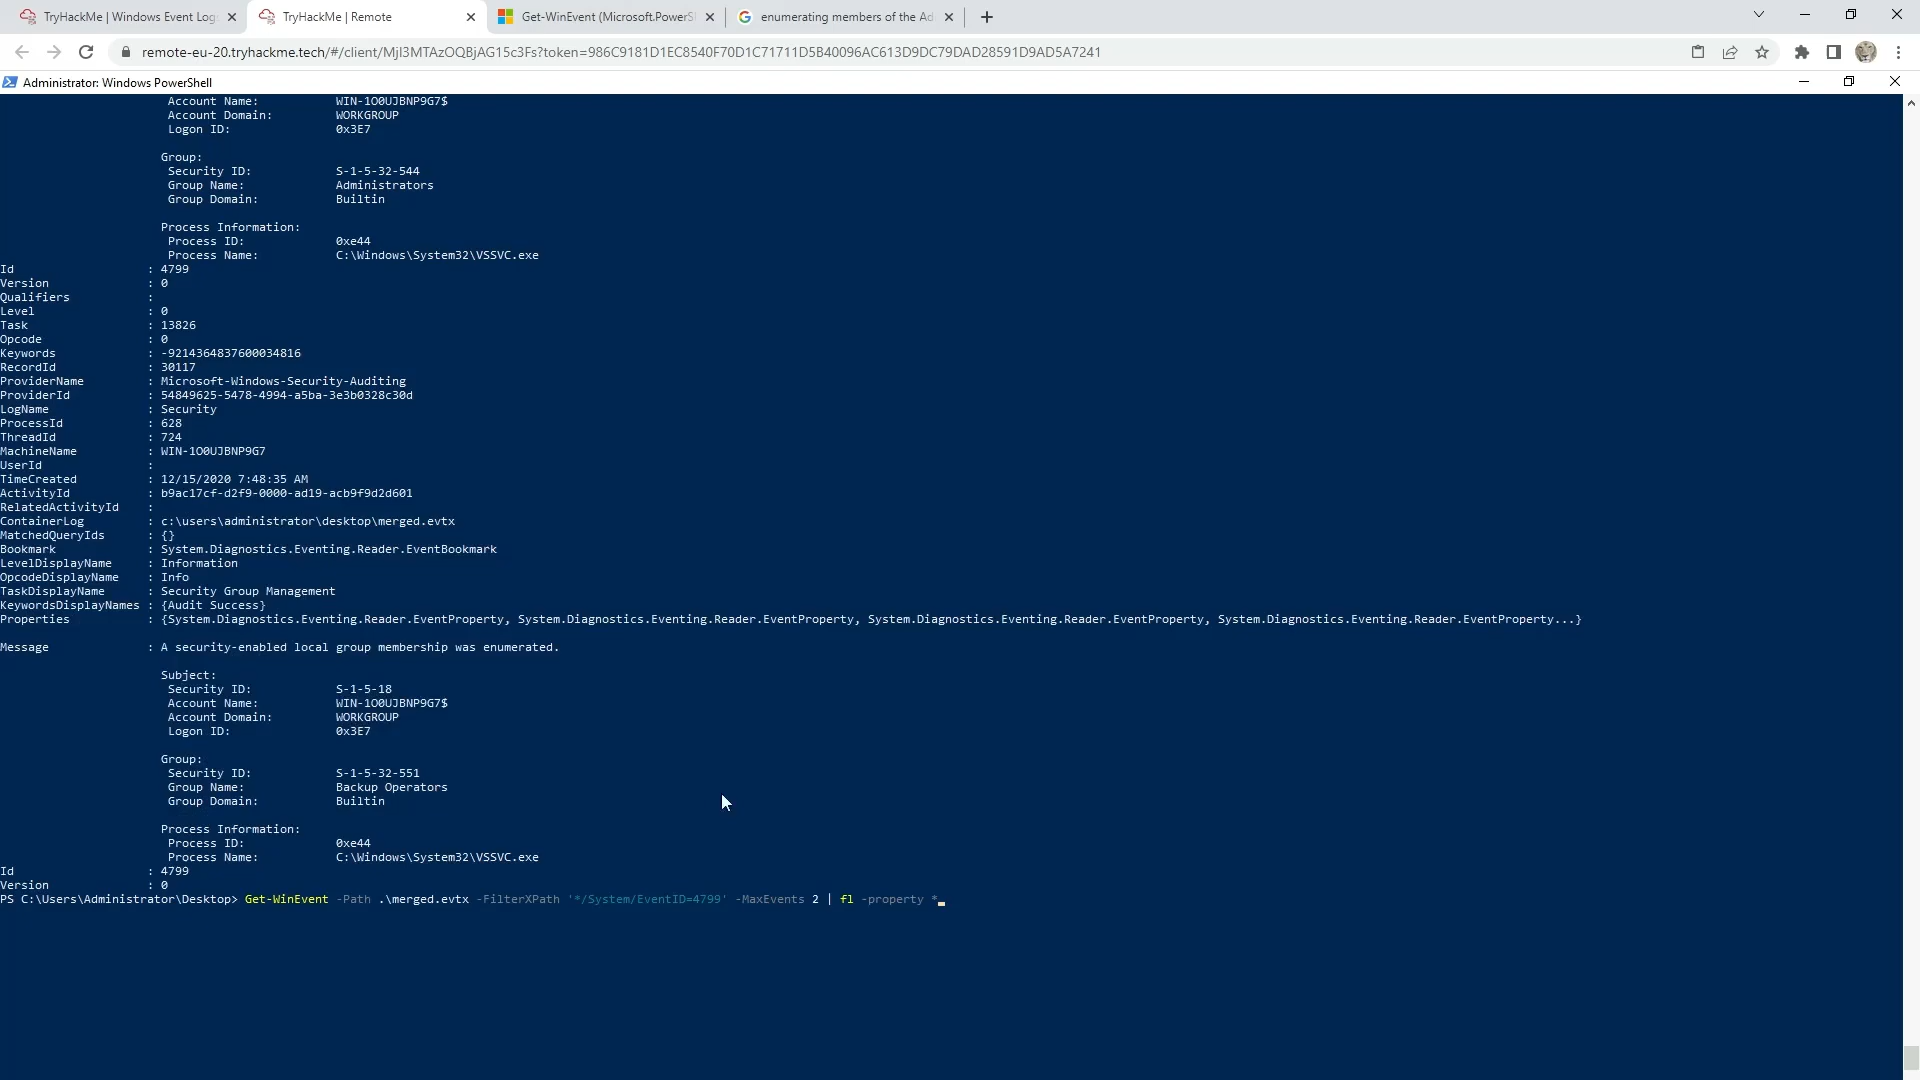 TryHackMe | Windows Event Log
TryHackMe | Remote
Get-WinEvent (Microsoft.PowerS
enumerating members of the Ad
remote-eu-20.tryhackme.tech/#/client/MjI3MTAzOQBjAG15c3Fs?token=986C9181D1EC8540F70D1C71711D5B40096AC613D9DC79DAD28591D9AD5A7241
Administrator: Windows PowerShell
Account Name: WIN-1O0UJBNP9G7$
Account Domain: WORKGROUP
Logon ID: 0x3E7
Group:
Security ID: S-1-5-32-544
Group Name: Administrators
Group Domain: Builtin
Process Information:
Process ID: 0xe44
Process Name: C:\Windows\System32\VSSVC.exe
Id : 4799
Version : 0
Qualifiers :
Level : 0
Task : 13826
Opcode : 0
Keywords : -9214364837600034816
RecordId : 30117
ProviderName : Microsoft-Windows-Security-Auditing
ProviderId : 54849625-5478-4994-a5ba-3e3b0328c30d
LogName : Security
ProcessId : 628
ThreadId : 724
MachineName : WIN-1O0UJBNP9G7
UserId :
TimeCreated : 12/15/2020 7:48:35 AM
ActivityId : b9ac17cf-d2f9-0000-ad19-acb9f9d2d601
RelatedActivityId :
ContainerLog : c:\users\administrator\desktop\merged.evtx
MatchedQueryIds : {}
Bookmark : System.Diagnostics.Eventing.Reader.EventBookmark
LevelDisplayName : Information
OpcodeDisplayName : Info
TaskDisplayName : Security Group Management
KeywordsDisplayNames : {Audit Success}
Properties : {System.Diagnostics.Eventing.Reader.EventProperty, System.Diagnostics.Eventing.Reader.EventProperty, System.Diagnostics.Eventing.Reader.EventProperty, System.Diagnostics.Eventing.Reader.EventProperty...}
Message : A security-enabled local group membership was enumerated.
Subject:
Security ID: S-1-5-18
Account Name: WIN-1O0UJBNP9G7$
Account Domain: WORKGROUP
Logon ID: 0x3E7
Group:
Security ID: S-1-5-32-551
Group Name: Backup Operators
Group Domain: Builtin
Process Information:
Process ID: 0xe44
Process Name: C:\Windows\System32\VSSVC.exe
Id : 4799
Version : 0
PS C:\Users\Administrator\Desktop> Get-WinEvent -Path .\merged.evtx -FilterXPath '*/System/EventID=4799' -MaxEvents 2 | fl -property *